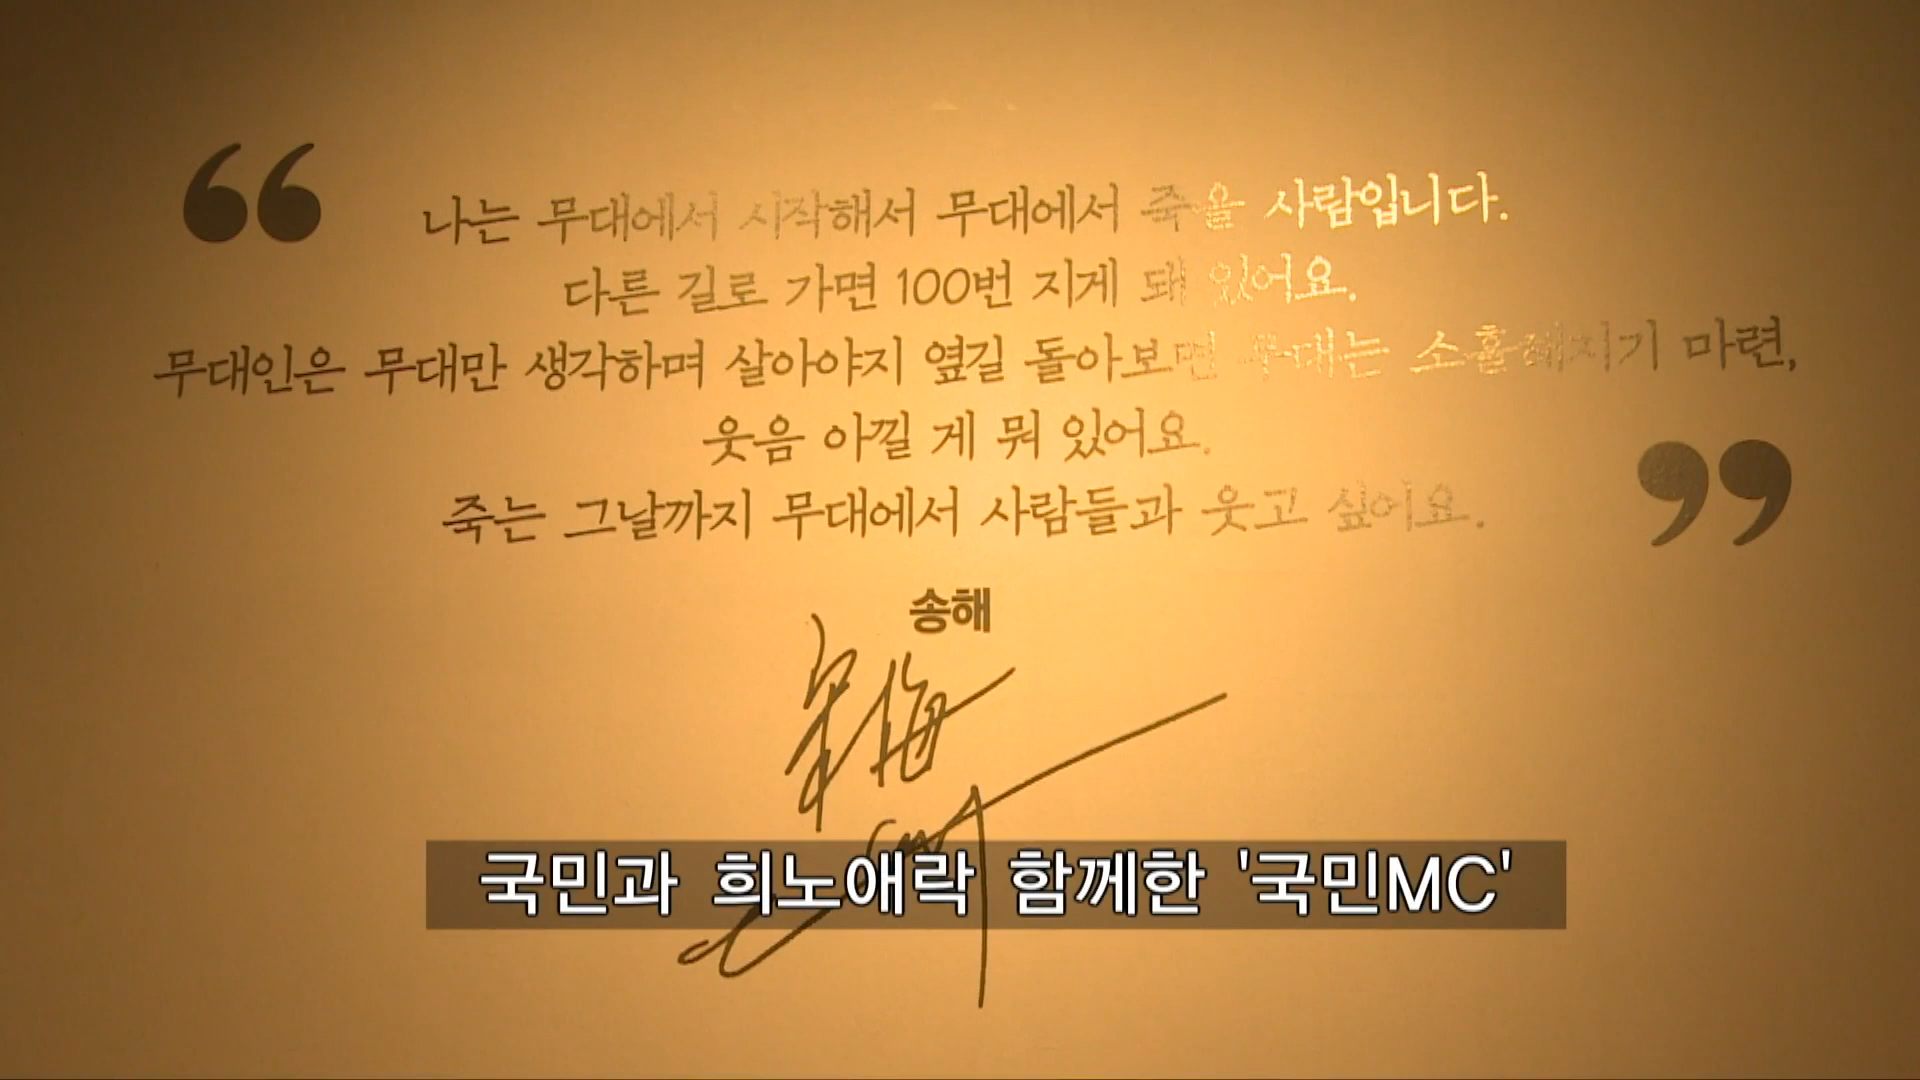 “
나는 무대에서 시작해서 무대에서 죽을 사람입니다.
다른 길로 가면 100번 지게 돼 있어요.
무대인은 무대만 생각하며 살아야지 옆길 돌아보면 무대는 소홀해지기 마련,
웃음 아낄 게 뭐 있어요.
죽는 그날까지 무대에서 사람들과 웃고 싶어요.
”
송해
宋海
국민과 희노애락 함께한 '국민MC'